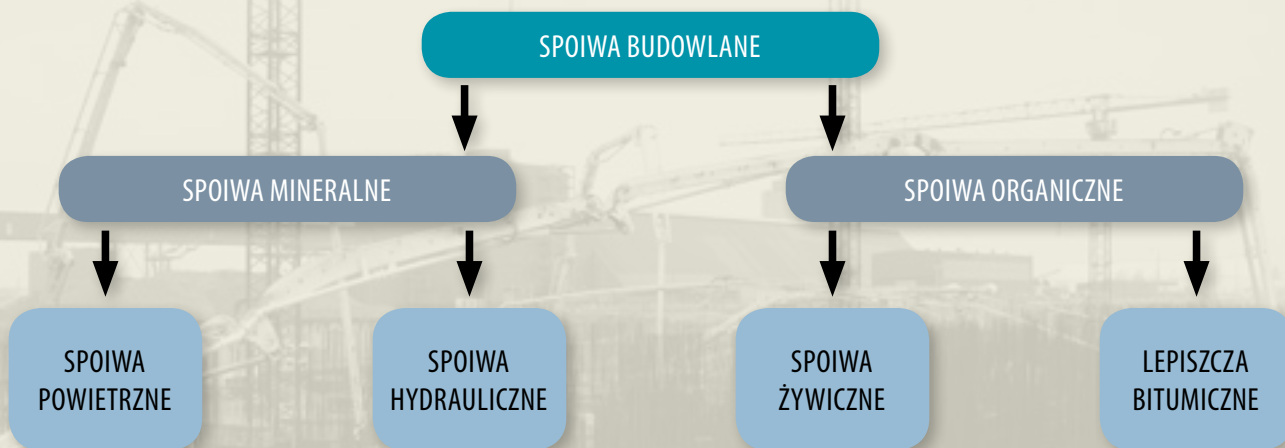 SPOIWA BUDOWLANE
SPOIWA MINERALNE
SPOIWA ORGANICZNE
SPOIWA
POWIETRZNE
SPOIWA
HYDRAULICZNE
SPOIWA
ŻYWICZNE
LEPISZCZA
BITUMICZNE